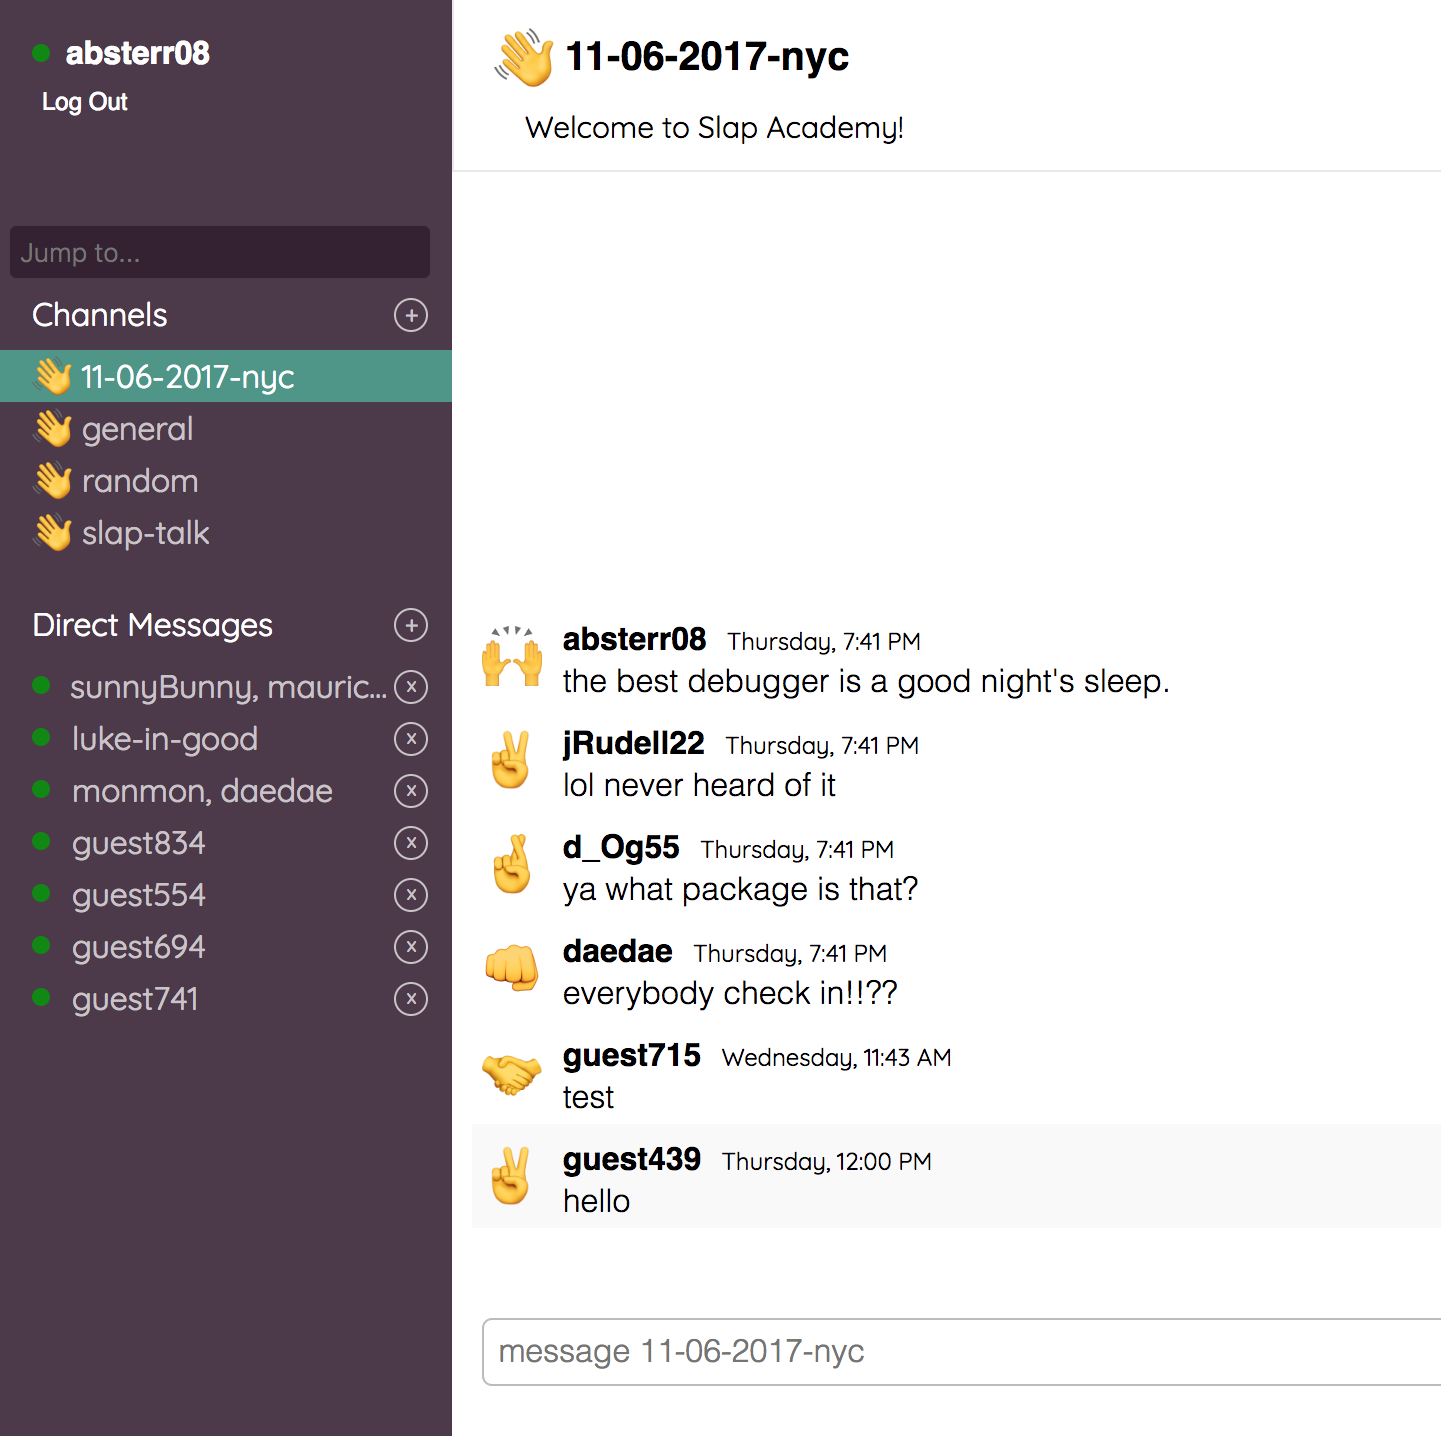 absterr08
Log Out
Jump to...
Channels
11-06-2017-nyc
general
random
slap-talk
Direct Messages
sunnyBunny, mauric...
luke-in-good
monmon, daedae
guest834
guest554
guest694
guest741
11-06-2017-nyc
Welcome to Slap Academy!
absterr08 Thursday, 7:41 PM
the best debugger is a good night's sleep.
jRudell22 Thursday, 7:41 PM
lol never heard of it
d_Og55 Thursday, 7:41 PM
ya what package is that?
daedae Thursday, 7:41 PM
everybody check in!!??
guest715 Wednesday, 11:43 AM
test
guest439 Thursday, 12:00 PM
hello
message 11-06-2017-nyc